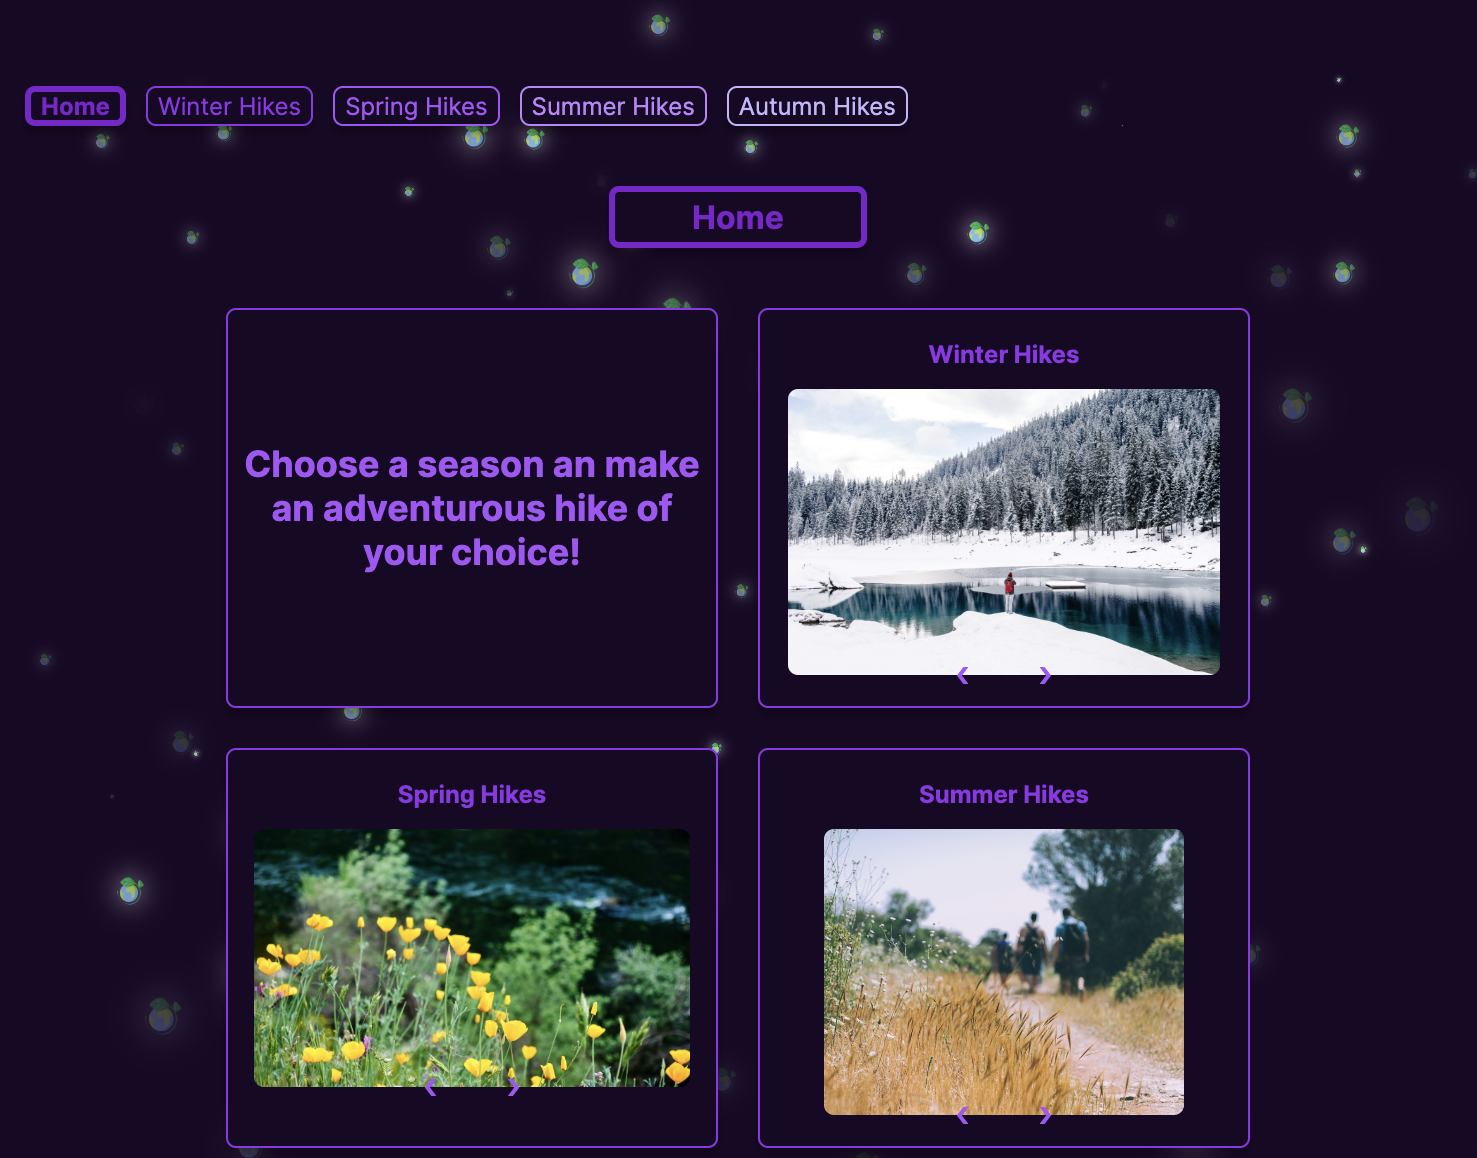 Home
Winter Hikes
Spring Hikes
Summer Hikes
Autumn Hikes
Home
Choose a season an make
an adventurous hike of
your choice!
Winter Hikes
Spring Hikes
Summer Hikes